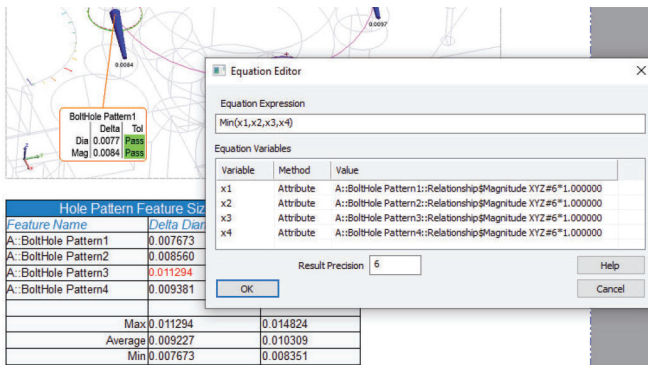 0.0097
0.0084
BoltHole Pattern1
Delta Tol
Dia 0.0077 Pass
Mag 0.0084 Pass
Equation Editor
Equation Expression
Min(x1,x2,x3,x4)
Equation Variables
Variable Method Value
x1 Attribute A::BoltHole Pattern1::Relationship$Magnitude XYZ#6*1.000000
x2 Attribute A::BoltHole Pattern2::Relationship$Magnitude XYZ#6*1.000000
x3 Attribute A::BoltHole Pattern3::Relationship$Magnitude XYZ#6*1.000000
x4 Attribute A::BoltHole Pattern4::Relationship$Magnitude XYZ#6*1.000000
Result Precision 6
Help
OK
Cancel
Hole Pattern Feature Siz
Feature Name Delta Diam
A::BoltHole Pattern1 0.007673
A::BoltHole Pattern2 0.008560
A::BoltHole Pattern3 0.011294
A::BoltHole Pattern4 0.009381
Max 0.011294 0.014824
Average 0.009227 0.010309
Min 0.007673 0.008351